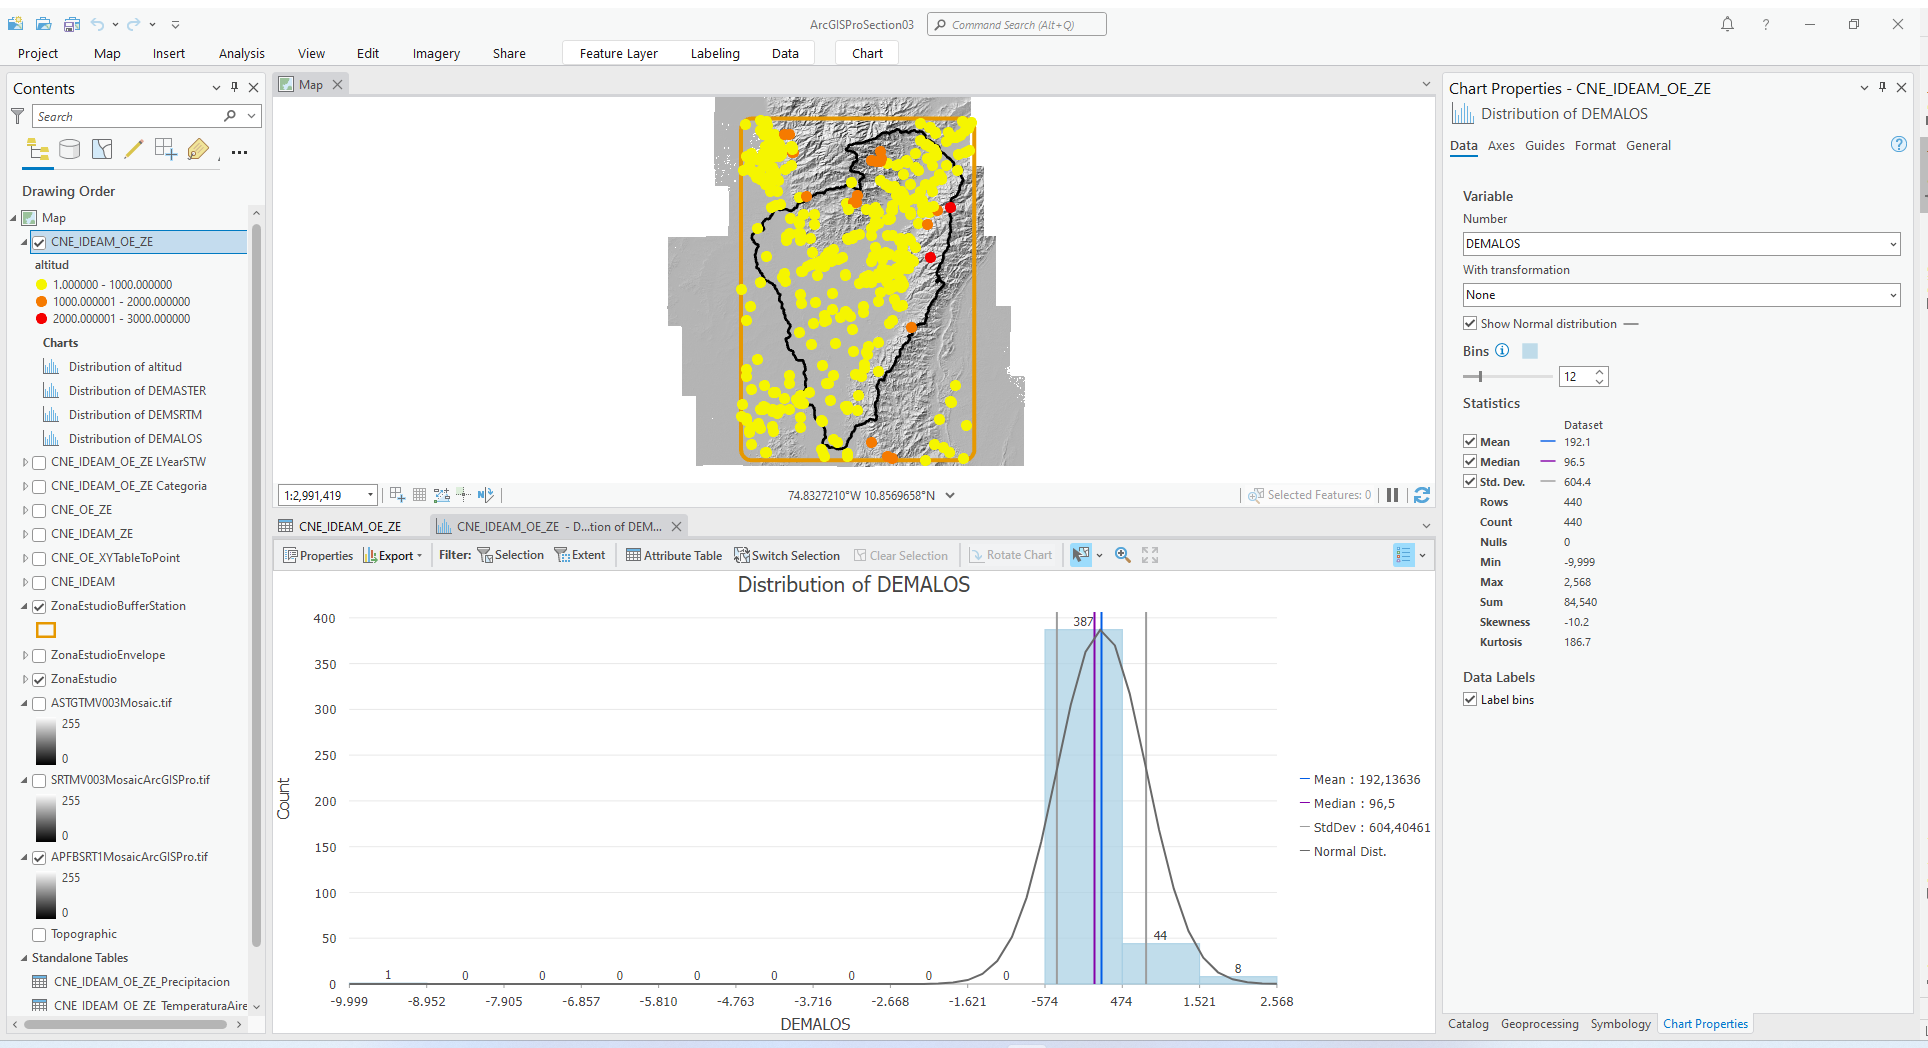 ArcGISProSection03
Command Search (Alt+Q)
?
Project
Map
Insert
Analysis
View
Edit
Imagery
Share
Feature Layer
Labeling
Data
Chart
Contents
Search
Drawing Order
Map
CNE_IDEAM_OE_ZE
altitud
1.000000 - 1000.000000
1000.000001 - 2000.000000
2000.000001 - 3000.000000
Charts
Distribution of altitud
Distribution of DEMASTER
Distribution of DEMSRTM
Distribution of DEMALOS
CNE_IDEAM_OE_ZE LYearSTW
CNE_IDEAM_OE_ZE Categoria
CNE_OE_ZE
CNE_IDEAM_ZE
CNE_OE_XYTableToPoint
CNE_IDEAM
ZonaEstudioBufferStation
ZonaEstudioEnvelope
ZonaEstudio
ASTGTMV003Mosaic.tif
255
0
SRTMV003MosaicArcGISPro.tif
255
0
APFBSRT1MosaicArcGISPro.tif
255
0
Topographic
Standalone Tables
CNE_IDEAM_OE_ZE_Precipitacion
CNE_IDEAM_OE_ZE_TemperaturaAire
Map
1:2,991,419
74.8327210°W 10.8569658°N
Selected Features: 0
CNE_IDEAM_OE_ZE
CNE_IDEAM_OE_ZE - D...tion of DEM...
Properties
Export
Filter:
Selection
Extent
Attribute Table
Switch Selection
Clear Selection
Rotate Chart
Distribution of DEMALOS
Count
400
350
300
250
200
150
100
50
0
1
0
0
0
0
0
0
0
0
387
44
8
-9.999
-8.952
-7.905
-6.857
-5.810
-4.763
-3.716
-2.668
-1.621
-574
474
1.521
2.568
DEMALOS
Mean : 192,13636
Median : 96,5
StdDev : 604,40461
Normal Dist.
Chart Properties - CNE_IDEAM_OE_ZE
Distribution of DEMALOS
Data
Axes
Guides
Format
General
?
Variable
Number
DEMALOS
With transformation
None
Show Normal distribution
Bins
12
Statistics
Dataset
Mean 192.1
Median 96.5
Std. Dev. 604.4
Rows 440
Count 440
Nulls 0
Min -9,999
Max 2,568
Sum 84,540
Skewness -10.2
Kurtosis 186.7
Data Labels
Label bins
Catalog
Geoprocessing
Symbology
Chart Properties